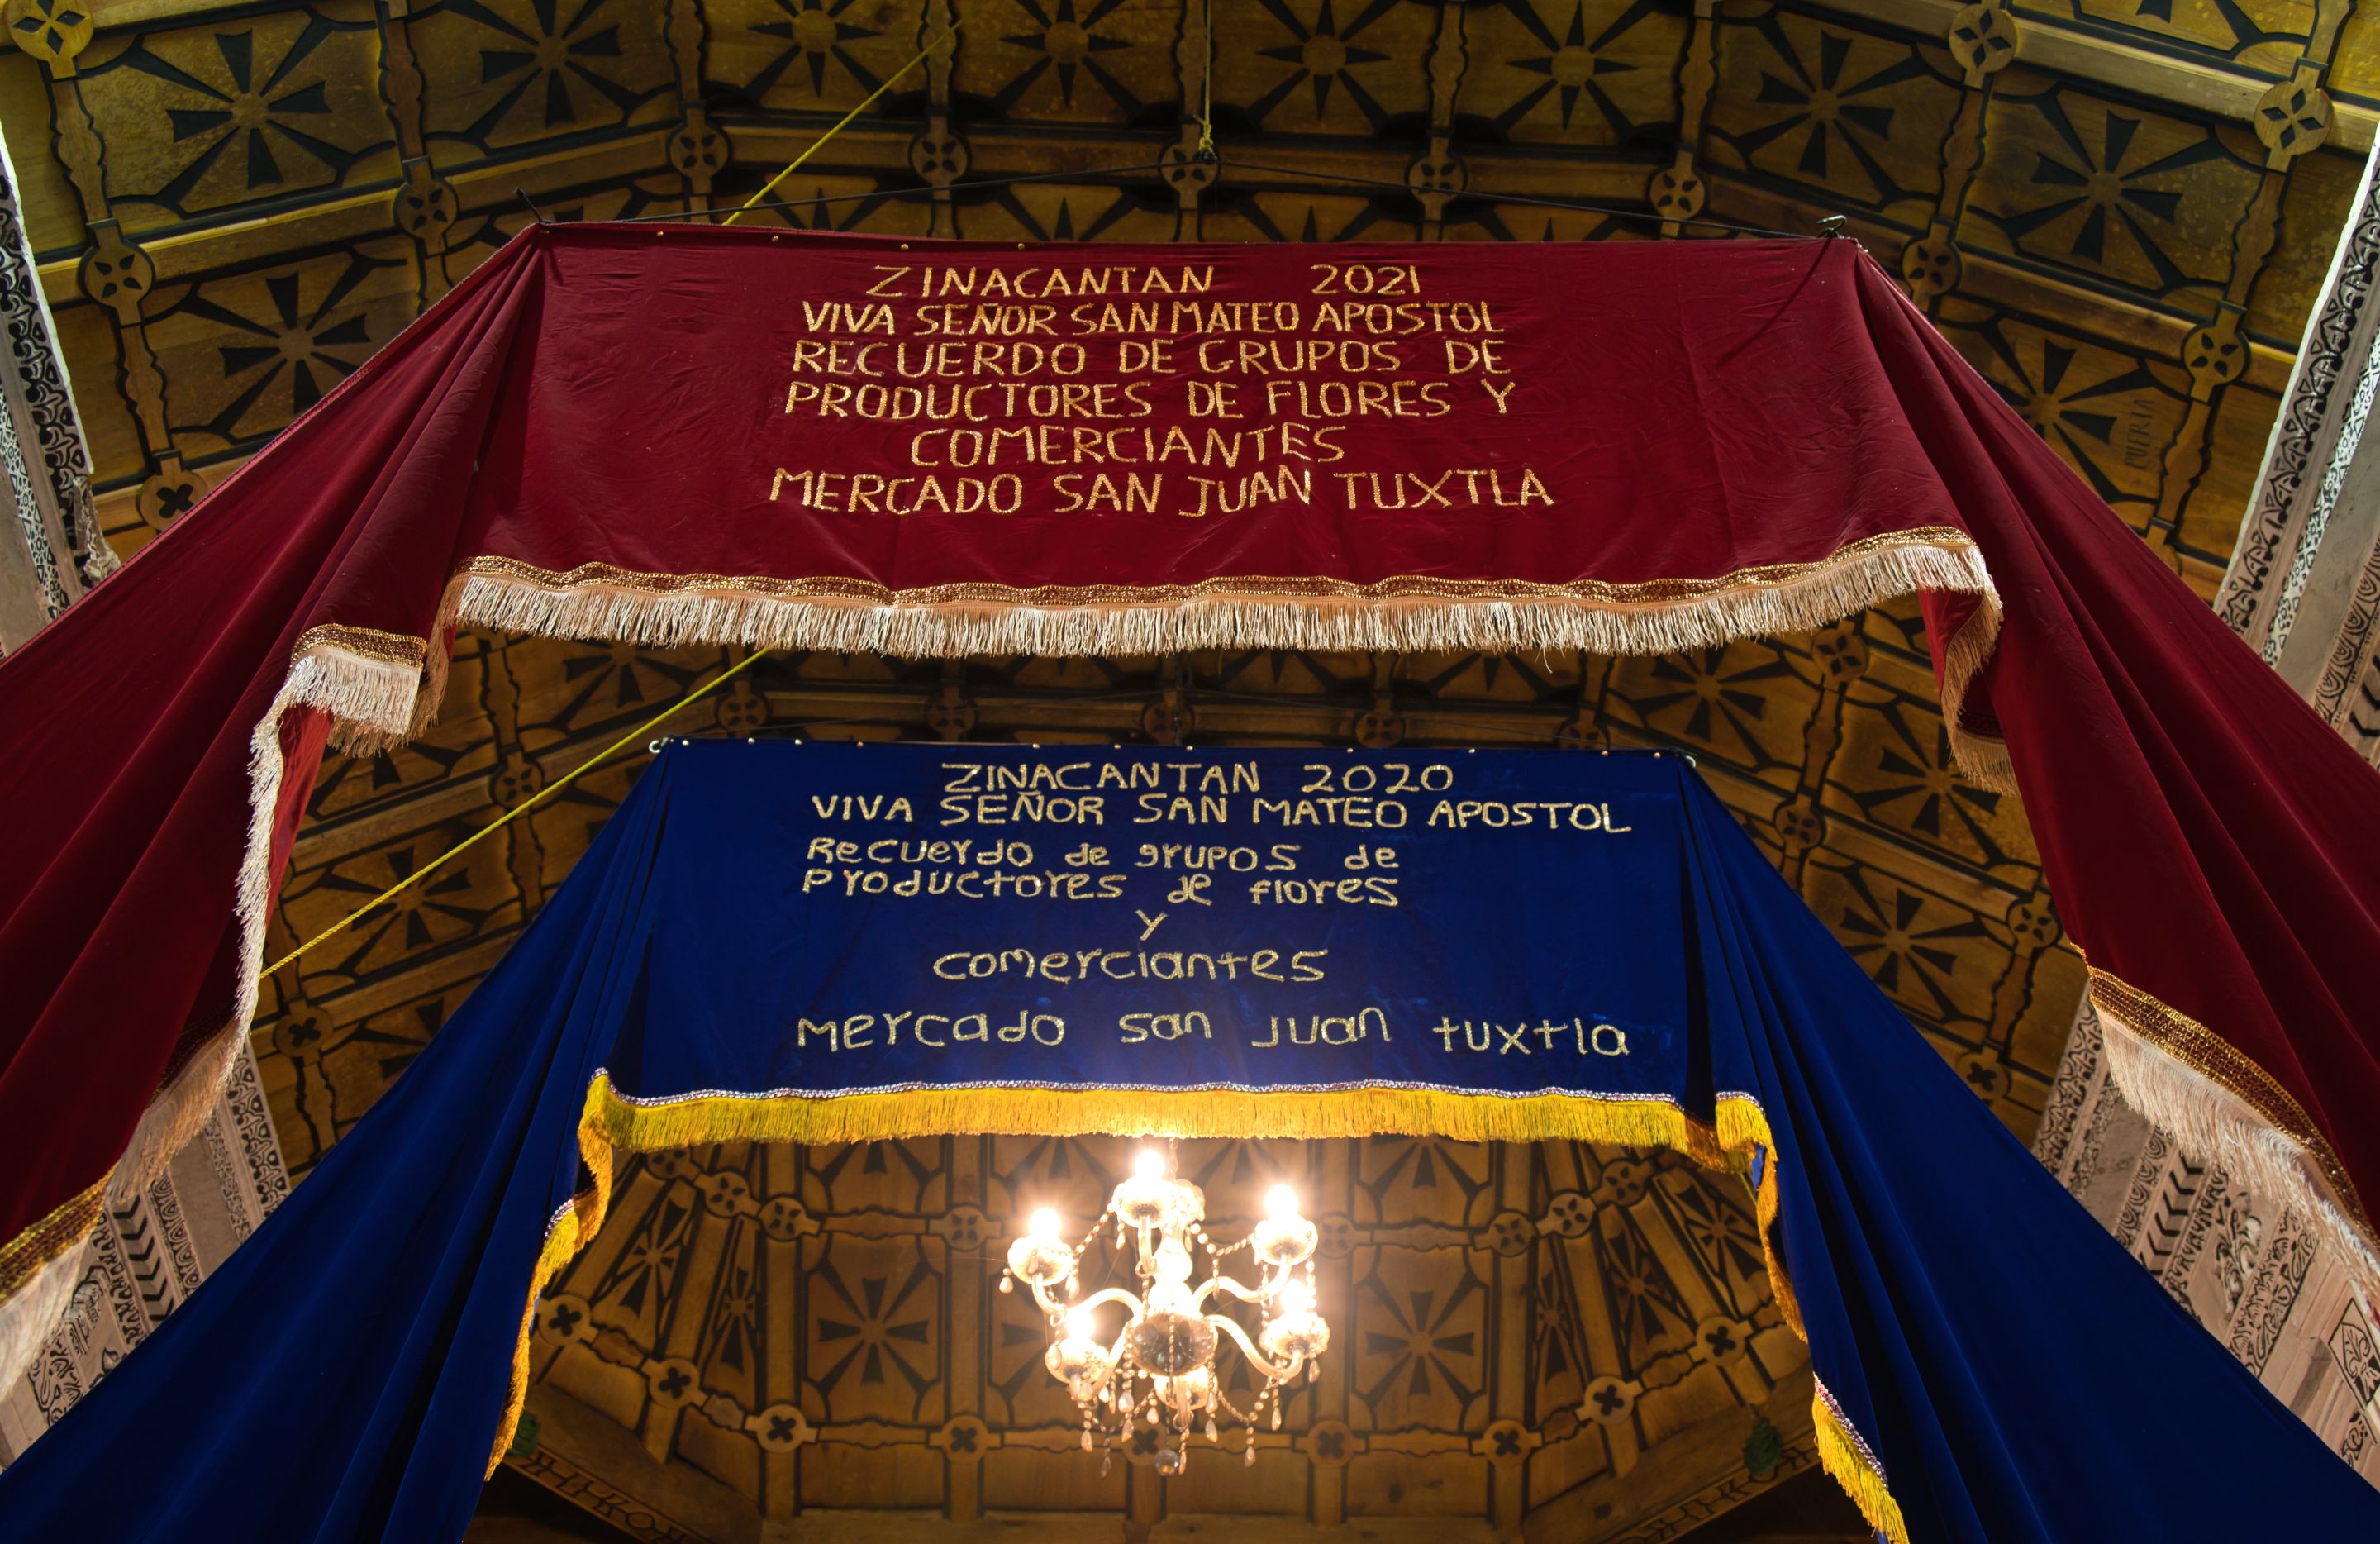 ZINACANTAN 2021
VIVA SEÑOR SAN MATEO APOSTOL
RECUERDO DE GRUPOS DE
PRODUCTORES DE FLORES Y
COMERCIANTES
MERCADO SAN JUAN TUXTLA
ZINACANTAN 2020
VIVA SEÑOR SAN MATEO APOSTOL
Recuerdo de grupos de
productores de flores
y
comerciantes
mercado san juan tuxtla